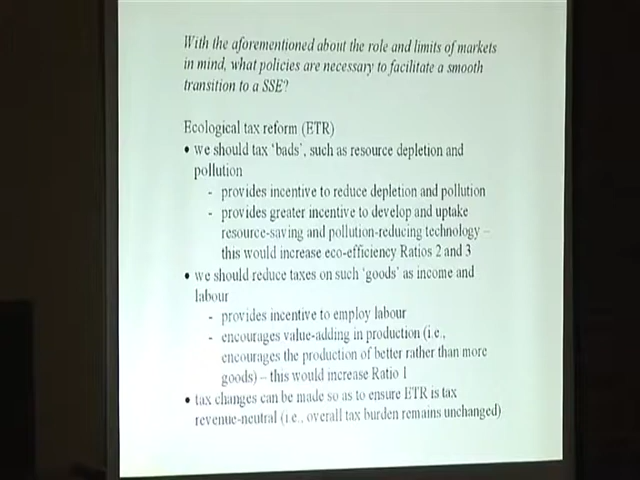 With the aforementioned about the role and limits of markets
in mind, what policies are necessary to facilitate a smooth
transition to a SSE?
Ecological tax reform (ETR)
• we should tax 'bads', such as resource depletion and
pollution
- provides incentive to reduce depletion and pollution
- provides greater incentive to develop and uptake
resource-saving and pollution-reducing technology –
this would increase eco-efficiency Ratios 2 and 3
• we should reduce taxes on such 'goods' as income and
labour
- provides incentive to employ labour
- encourages value-adding in production (i.e.,
encourages the production of better rather than more
goods) – this would increase Ratio 1
• tax changes can be made so as to ensure ETR is tax
revenue-neutral (i.e., overall tax burden remains unchanged)